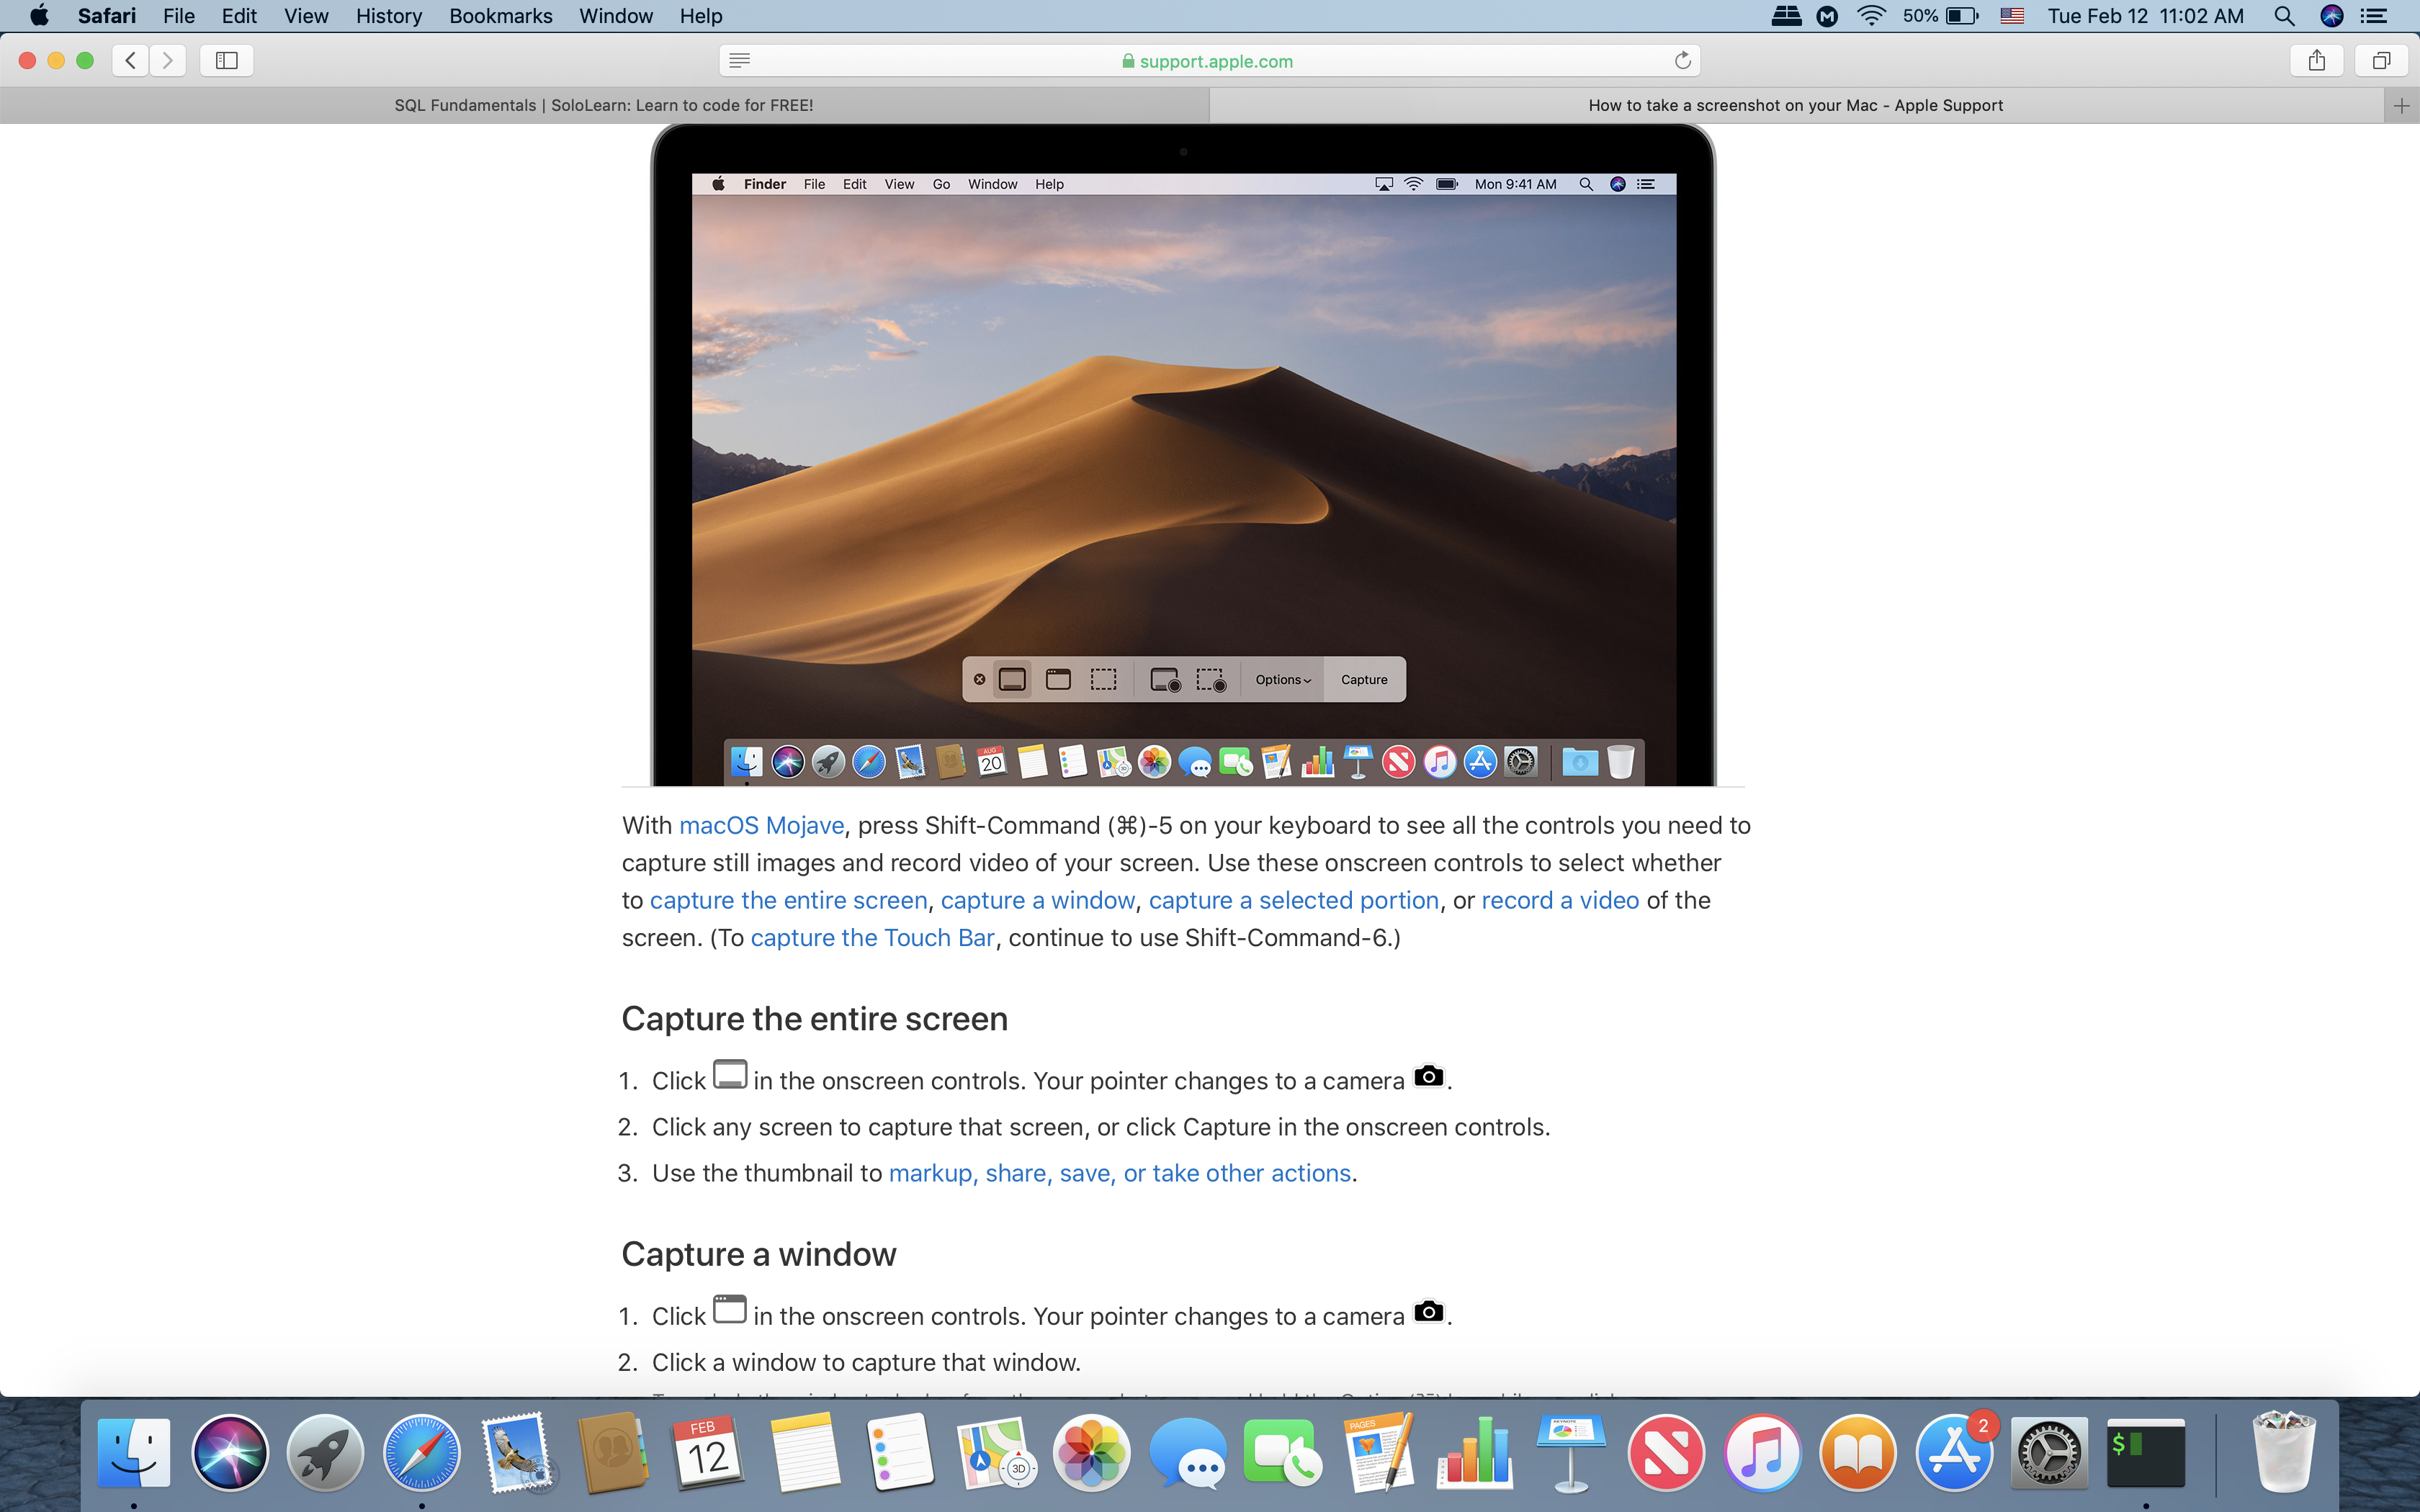 Safari File Edit View History Bookmarks Window Help 50% Tue Feb 12 11:02 AM
support.apple.com
SQL Fundamentals | SoloLearn: Learn to code for FREE! How to take a screenshot on your Mac - Apple Support
Finder File Edit View Go Window Help Mon 9:41 AM
Options Capture
AUG
20
3D
With macOS Mojave, press Shift-Command (⌘)-5 on your keyboard to see all the controls you need to
capture still images and record video of your screen. Use these onscreen controls to select whether
to capture the entire screen, capture a window, capture a selected portion, or record a video of the
screen. (To capture the Touch Bar, continue to use Shift-Command-6.)
Capture the entire screen
1. Click in the onscreen controls. Your pointer changes to a camera .
2. Click any screen to capture that screen, or click Capture in the onscreen controls.
3. Use the thumbnail to markup, share, save, or take other actions.
Capture a window
1. Click in the onscreen controls. Your pointer changes to a camera .
2. Click a window to capture that window.
FEB
12
3D
PAGES
KEYNOTE
2
$